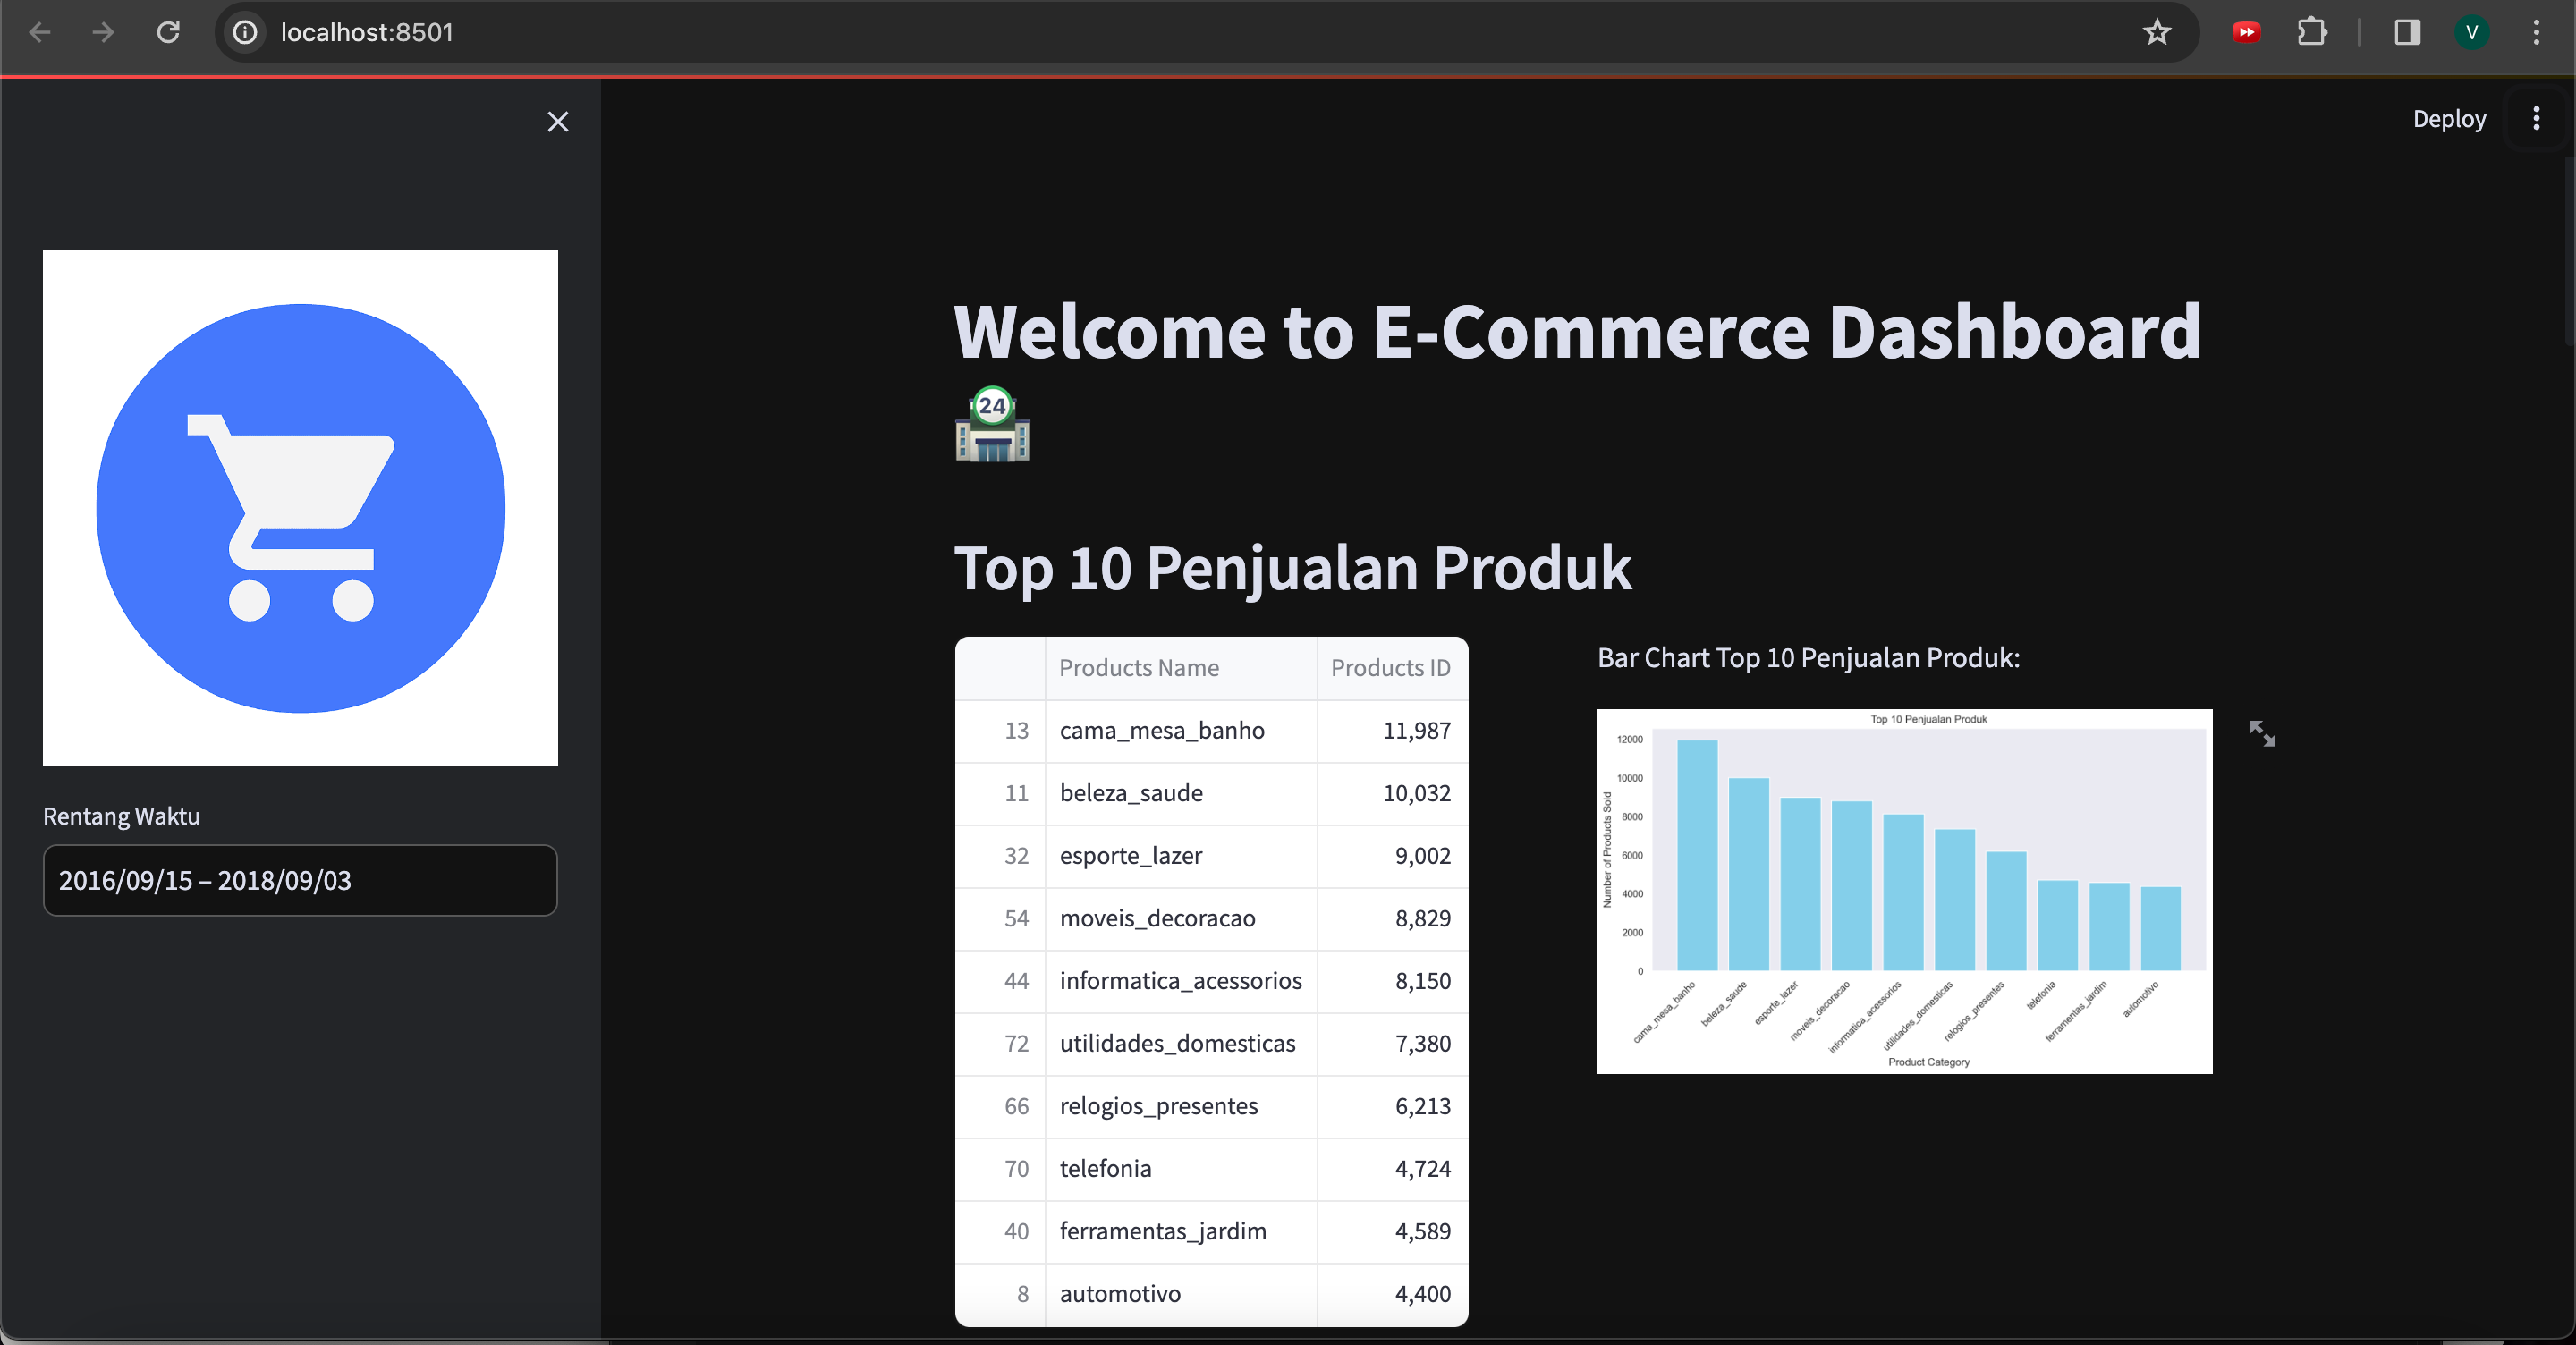 localhost:8501
V
Deploy
Rentang Waktu
2016/09/15 – 2018/09/03
Welcome to E-Commerce Dashboard
24
Top 10 Penjualan Produk
Products Name Products ID
13 cama_mesa_banho 11,987
11 beleza_saude 10,032
32 esporte_lazer 9,002
54 moveis_decoracao 8,829
44 informatica_acessorios 8,150
72 utilidades_domesticas 7,380
66 relogios_presentes 6,213
70 telefonia 4,724
40 ferramentas_jardim 4,589
8 automotivo 4,400
Bar Chart Top 10 Penjualan Produk:
Top 10 Penjualan Produk
Number of Products Sold
12000
10000
8000
6000
4000
2000
0
cama_mesa_banho
beleza_saude
esporte_lazer
moveis_decoracao
informatica_acessorios
utilidades_domesticas
relogios_presentes
telefonia
ferramentas_jardim
automotivo
Product Category